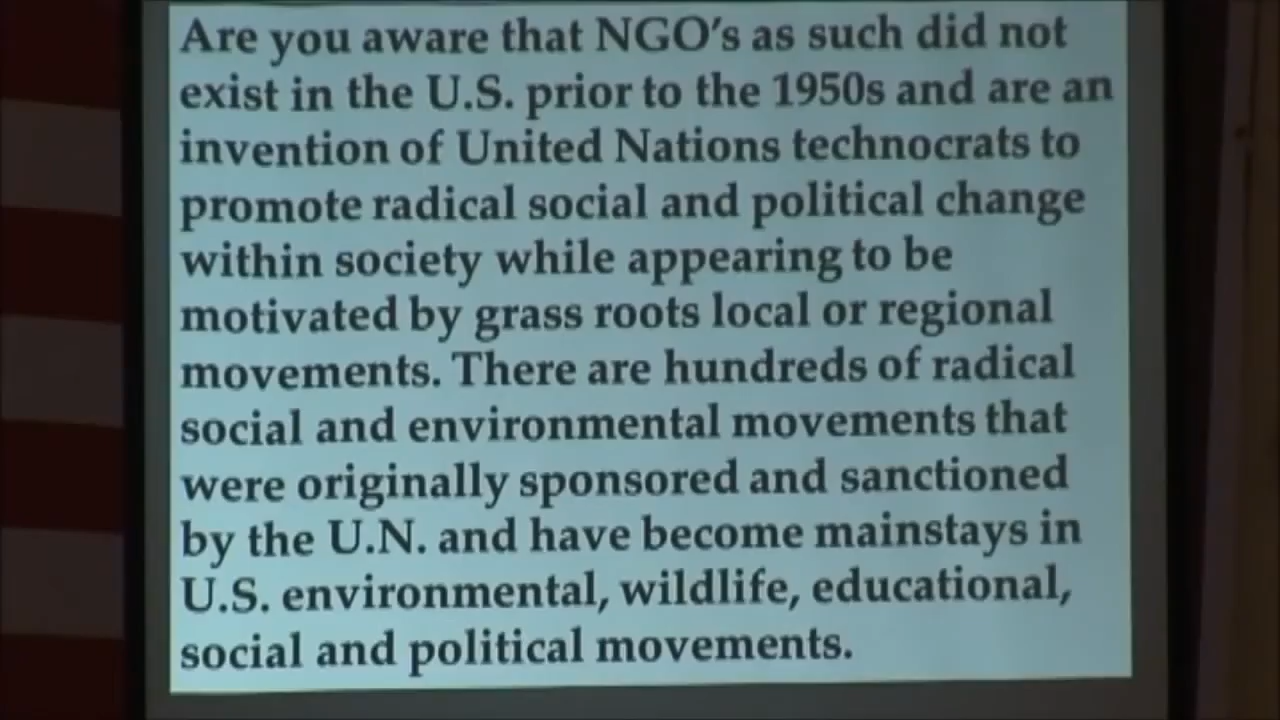 Are you aware that NGO's as such did not
exist in the U.S. prior to the 1950s and are an
invention of United Nations technocrats to
promote radical social and political change
within society while appearing to be
motivated by grass roots local or regional
movements. There are hundreds of radical
social and environmental movements that
were originally sponsored and sanctioned
by the U.N. and have become mainstays in
U.S. environmental, wildlife, educational,
social and political movements.